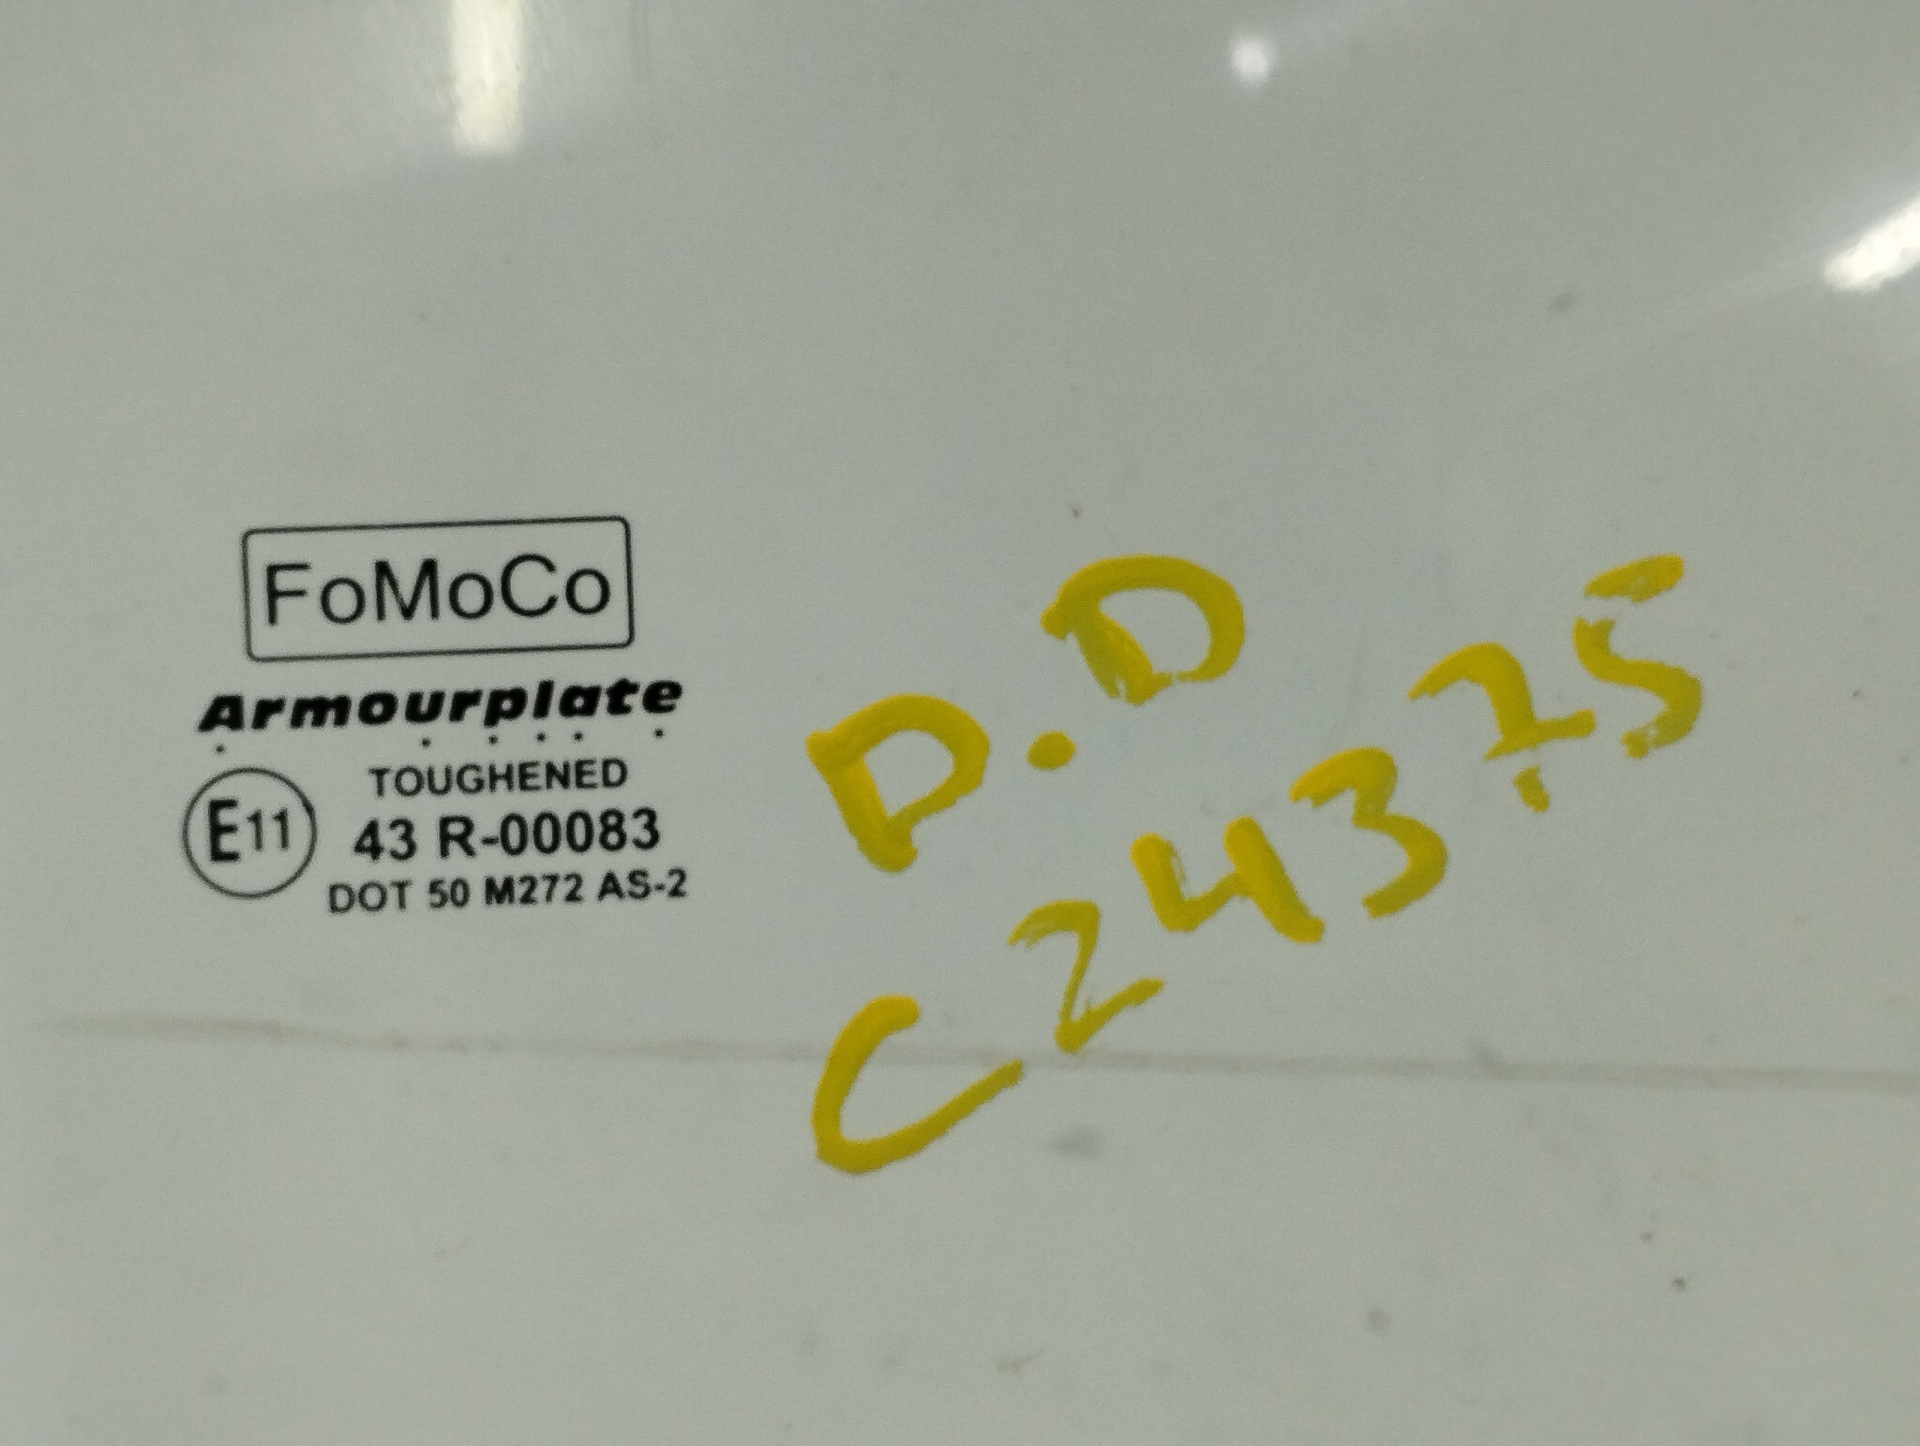 FoMoCo
Armourplate
TOUGHENED
E11 43 R-00083
DOT 50 M272 AS-2
D.D
C24375